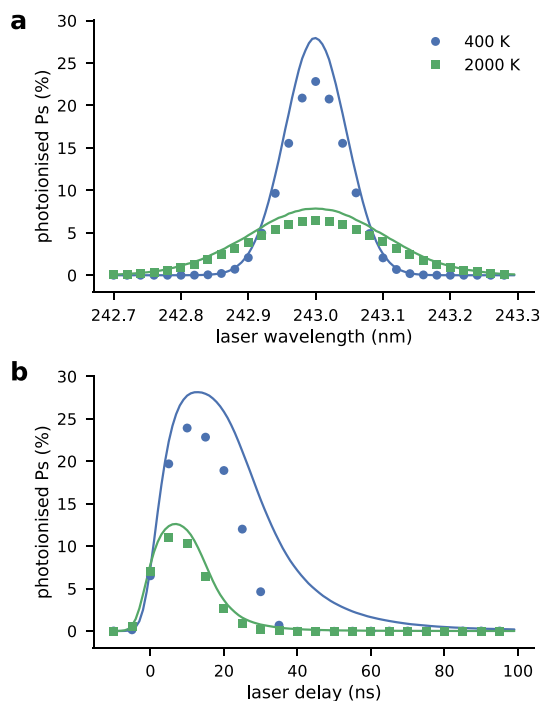 a
photoionised Ps (%)
30
25
20
15
10
5
0
400 K
2000 K
242.7 242.8 242.9 243.0 243.1 243.2 243.3
laser wavelength (nm)
b
photoionised Ps (%)
30
25
20
15
10
5
0
0 20 40 60 80 100
laser delay (ns)